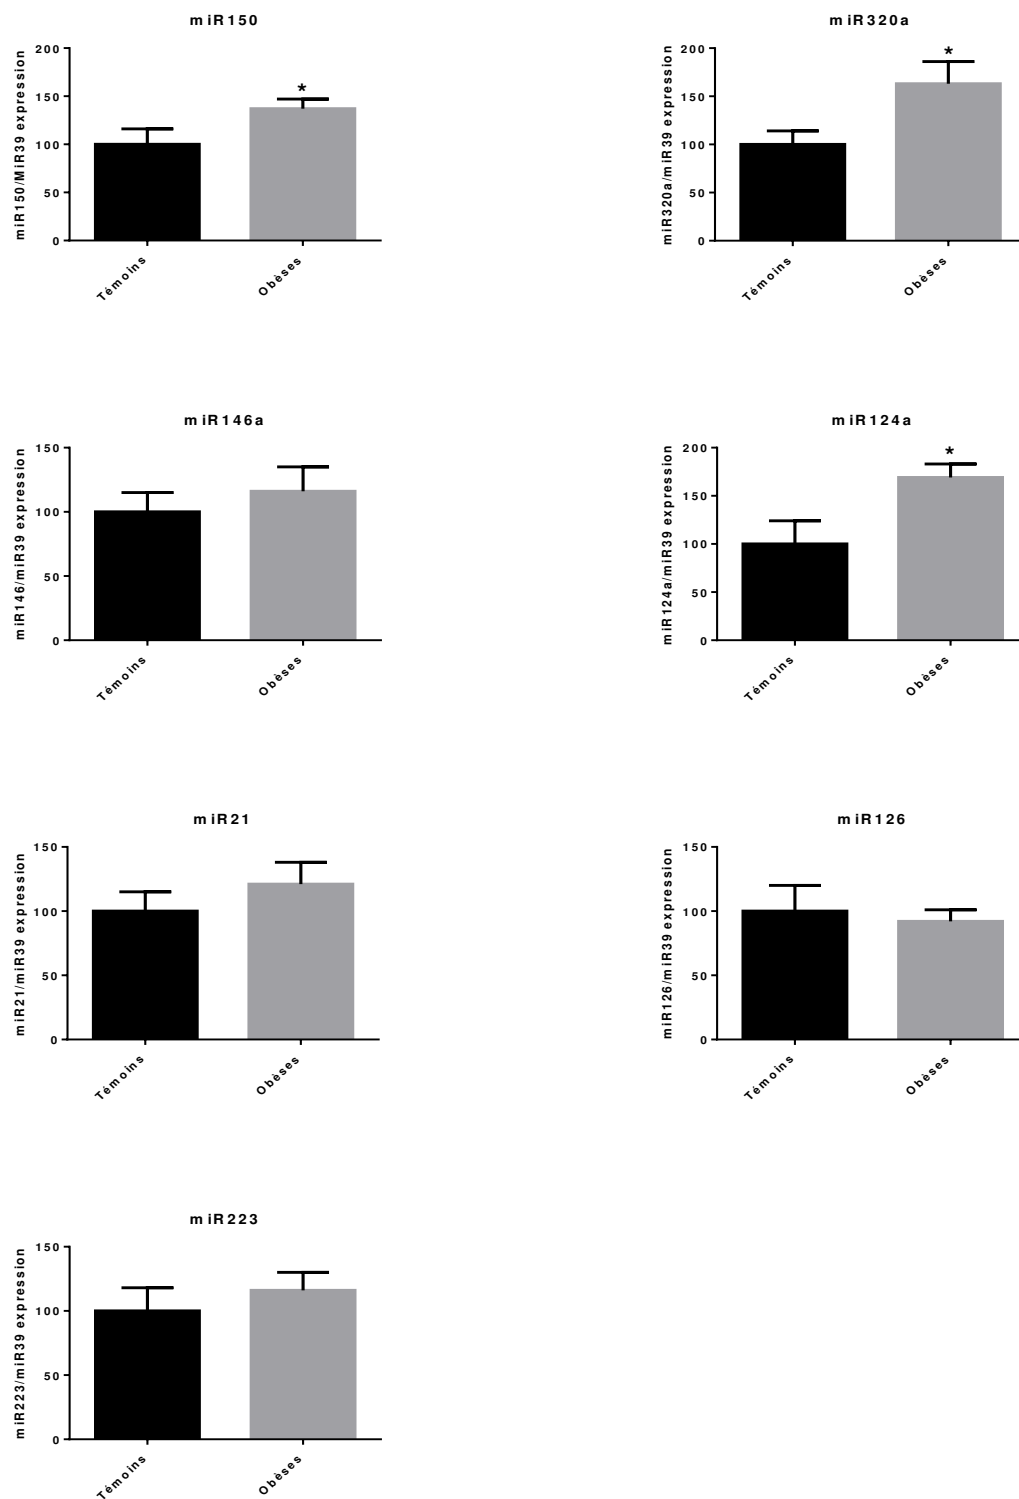 miR150
miR150/MiR39 expression
200
150
100
50
0
*
Témoins
Obèses
miR320a
miR320a/miR39 expression
200
150
100
50
0
*
Témoins
Obèses
miR146a
miR146/miR39 expression
150
100
50
0
Témoins
Obèses
miR124a
miR124a/miR39 expression
200
150
100
50
0
*
Témoins
Obèses
miR21
miR21/miR39 expression
150
100
50
0
Témoins
Obèses
miR126
miR126/miR39 expression
150
100
50
0
Témoins
Obèses
miR223
miR223/miR39 expression
150
100
50
0
Témoins
Obèses